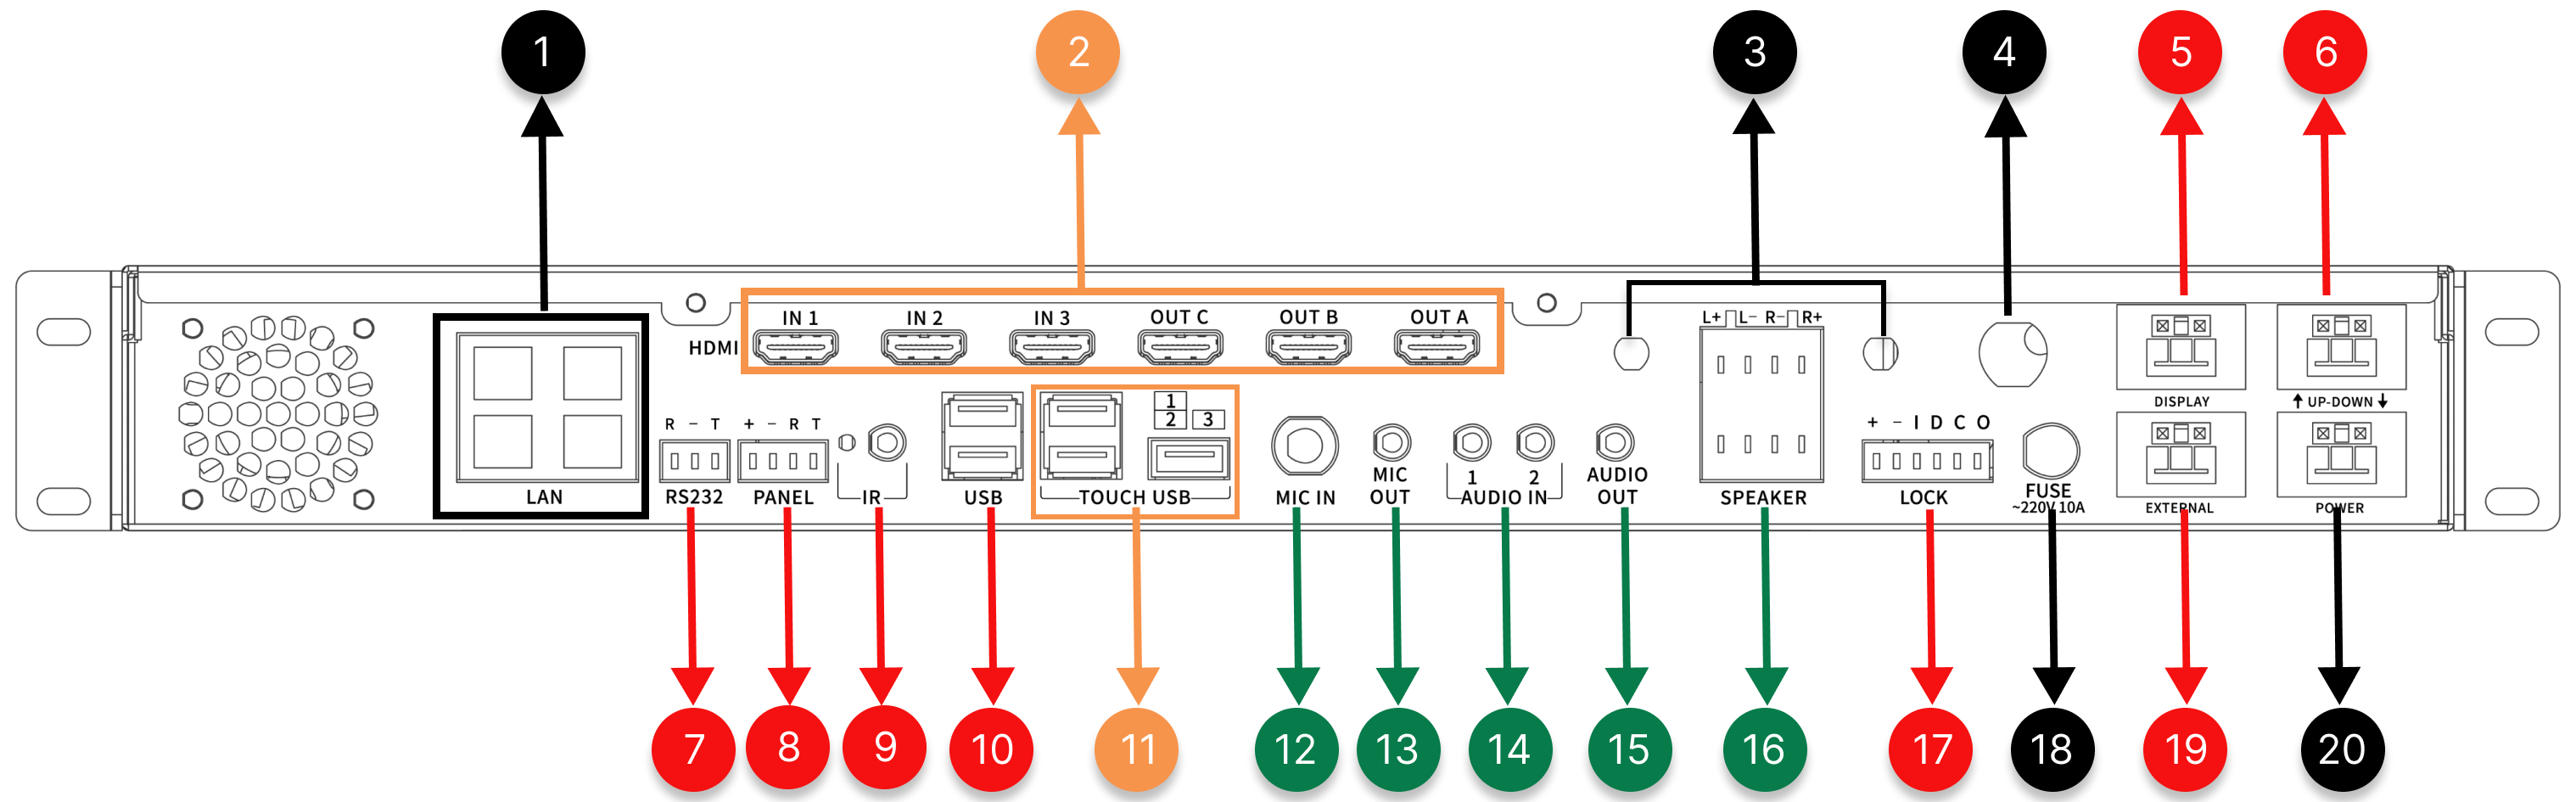 1 2 3 4 5 6
IN 1 IN 2 IN 3 OUT C OUT B OUT A
HDMI
L+ L- R- R+
LAN
R - T
RS232
+ - R T
PANEL
IR
USB
1
2 3
TOUCH USB
MIC IN
MIC
OUT
1 2
AUDIO IN
AUDIO
OUT
SPEAKER
+ - I D C O
LOCK
FUSE
~220V 10A
DISPLAY
↑ UP-DOWN ↓
EXTERNAL
POWER
7 8 9 10 11 12 13 14 15 16 17 18 19 20